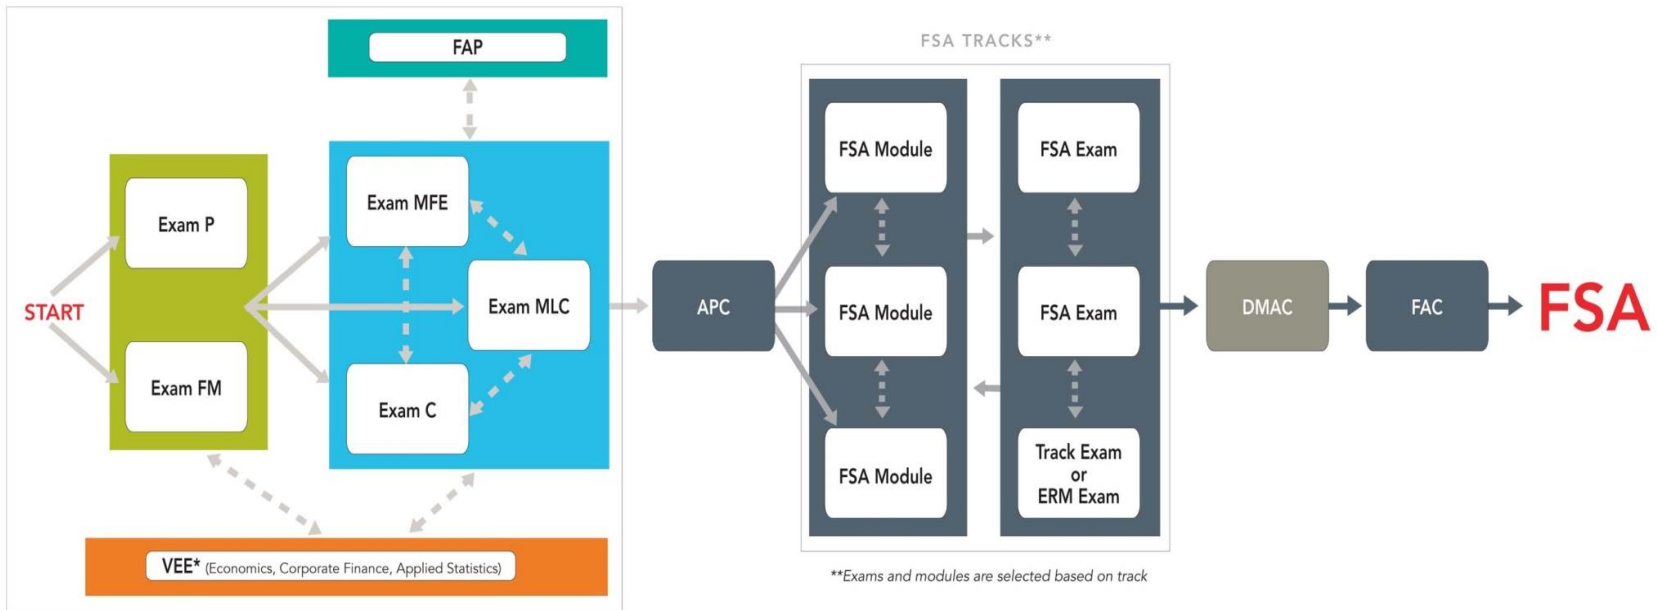 FAP
FSA TRACKS**
Exam P
Exam MFE
FSA Module
FSA Exam
START
Exam MLC
APC
FSA Module
FSA Exam
DMAC
FAC
FSA
Exam FM
Exam C
FSA Module
Track Exam
or
ERM Exam
VEE* (Economics, Corporate Finance, Applied Statistics)
**Exams and modules are selected based on track